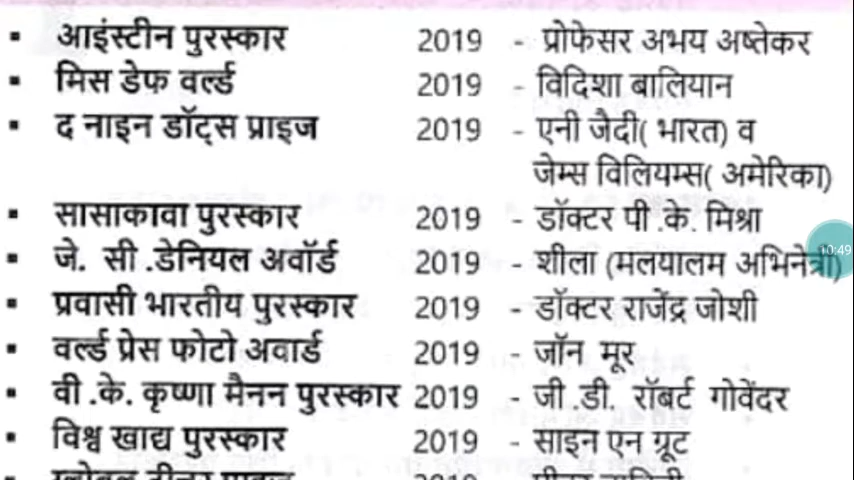 ▪ आइंस्टीन पुरस्कार 2019 - प्रोफेसर अभय अष्तेकर
▪ मिस डेफ वर्ल्ड 2019 - विदिशा बालियान
▪ द नाइन डॉट्स प्राइज 2019 - एनी जैदी( भारत) व
जेम्स विलियम्स( अमेरिका)
▪ सासाकावा पुरस्कार 2019 - डॉक्टर पी .के. मिश्रा
10:49
▪ जे. सी .डेनियल अवॉर्ड 2019 - शीला (मलयालम अभिनेत्री)
▪ प्रवासी भारतीय पुरस्कार 2019 - डॉक्टर राजेंद्र जोशी
▪ वर्ल्ड प्रेस फोटो अवार्ड 2019 - जॉन मूर
▪ वी .के. कृष्णा मैनन पुरस्कार 2019 - जी .डी. रॉबर्ट गोवेंदर
▪ विश्व खाद्य पुरस्कार 2019 - साइन एन ग्रूट